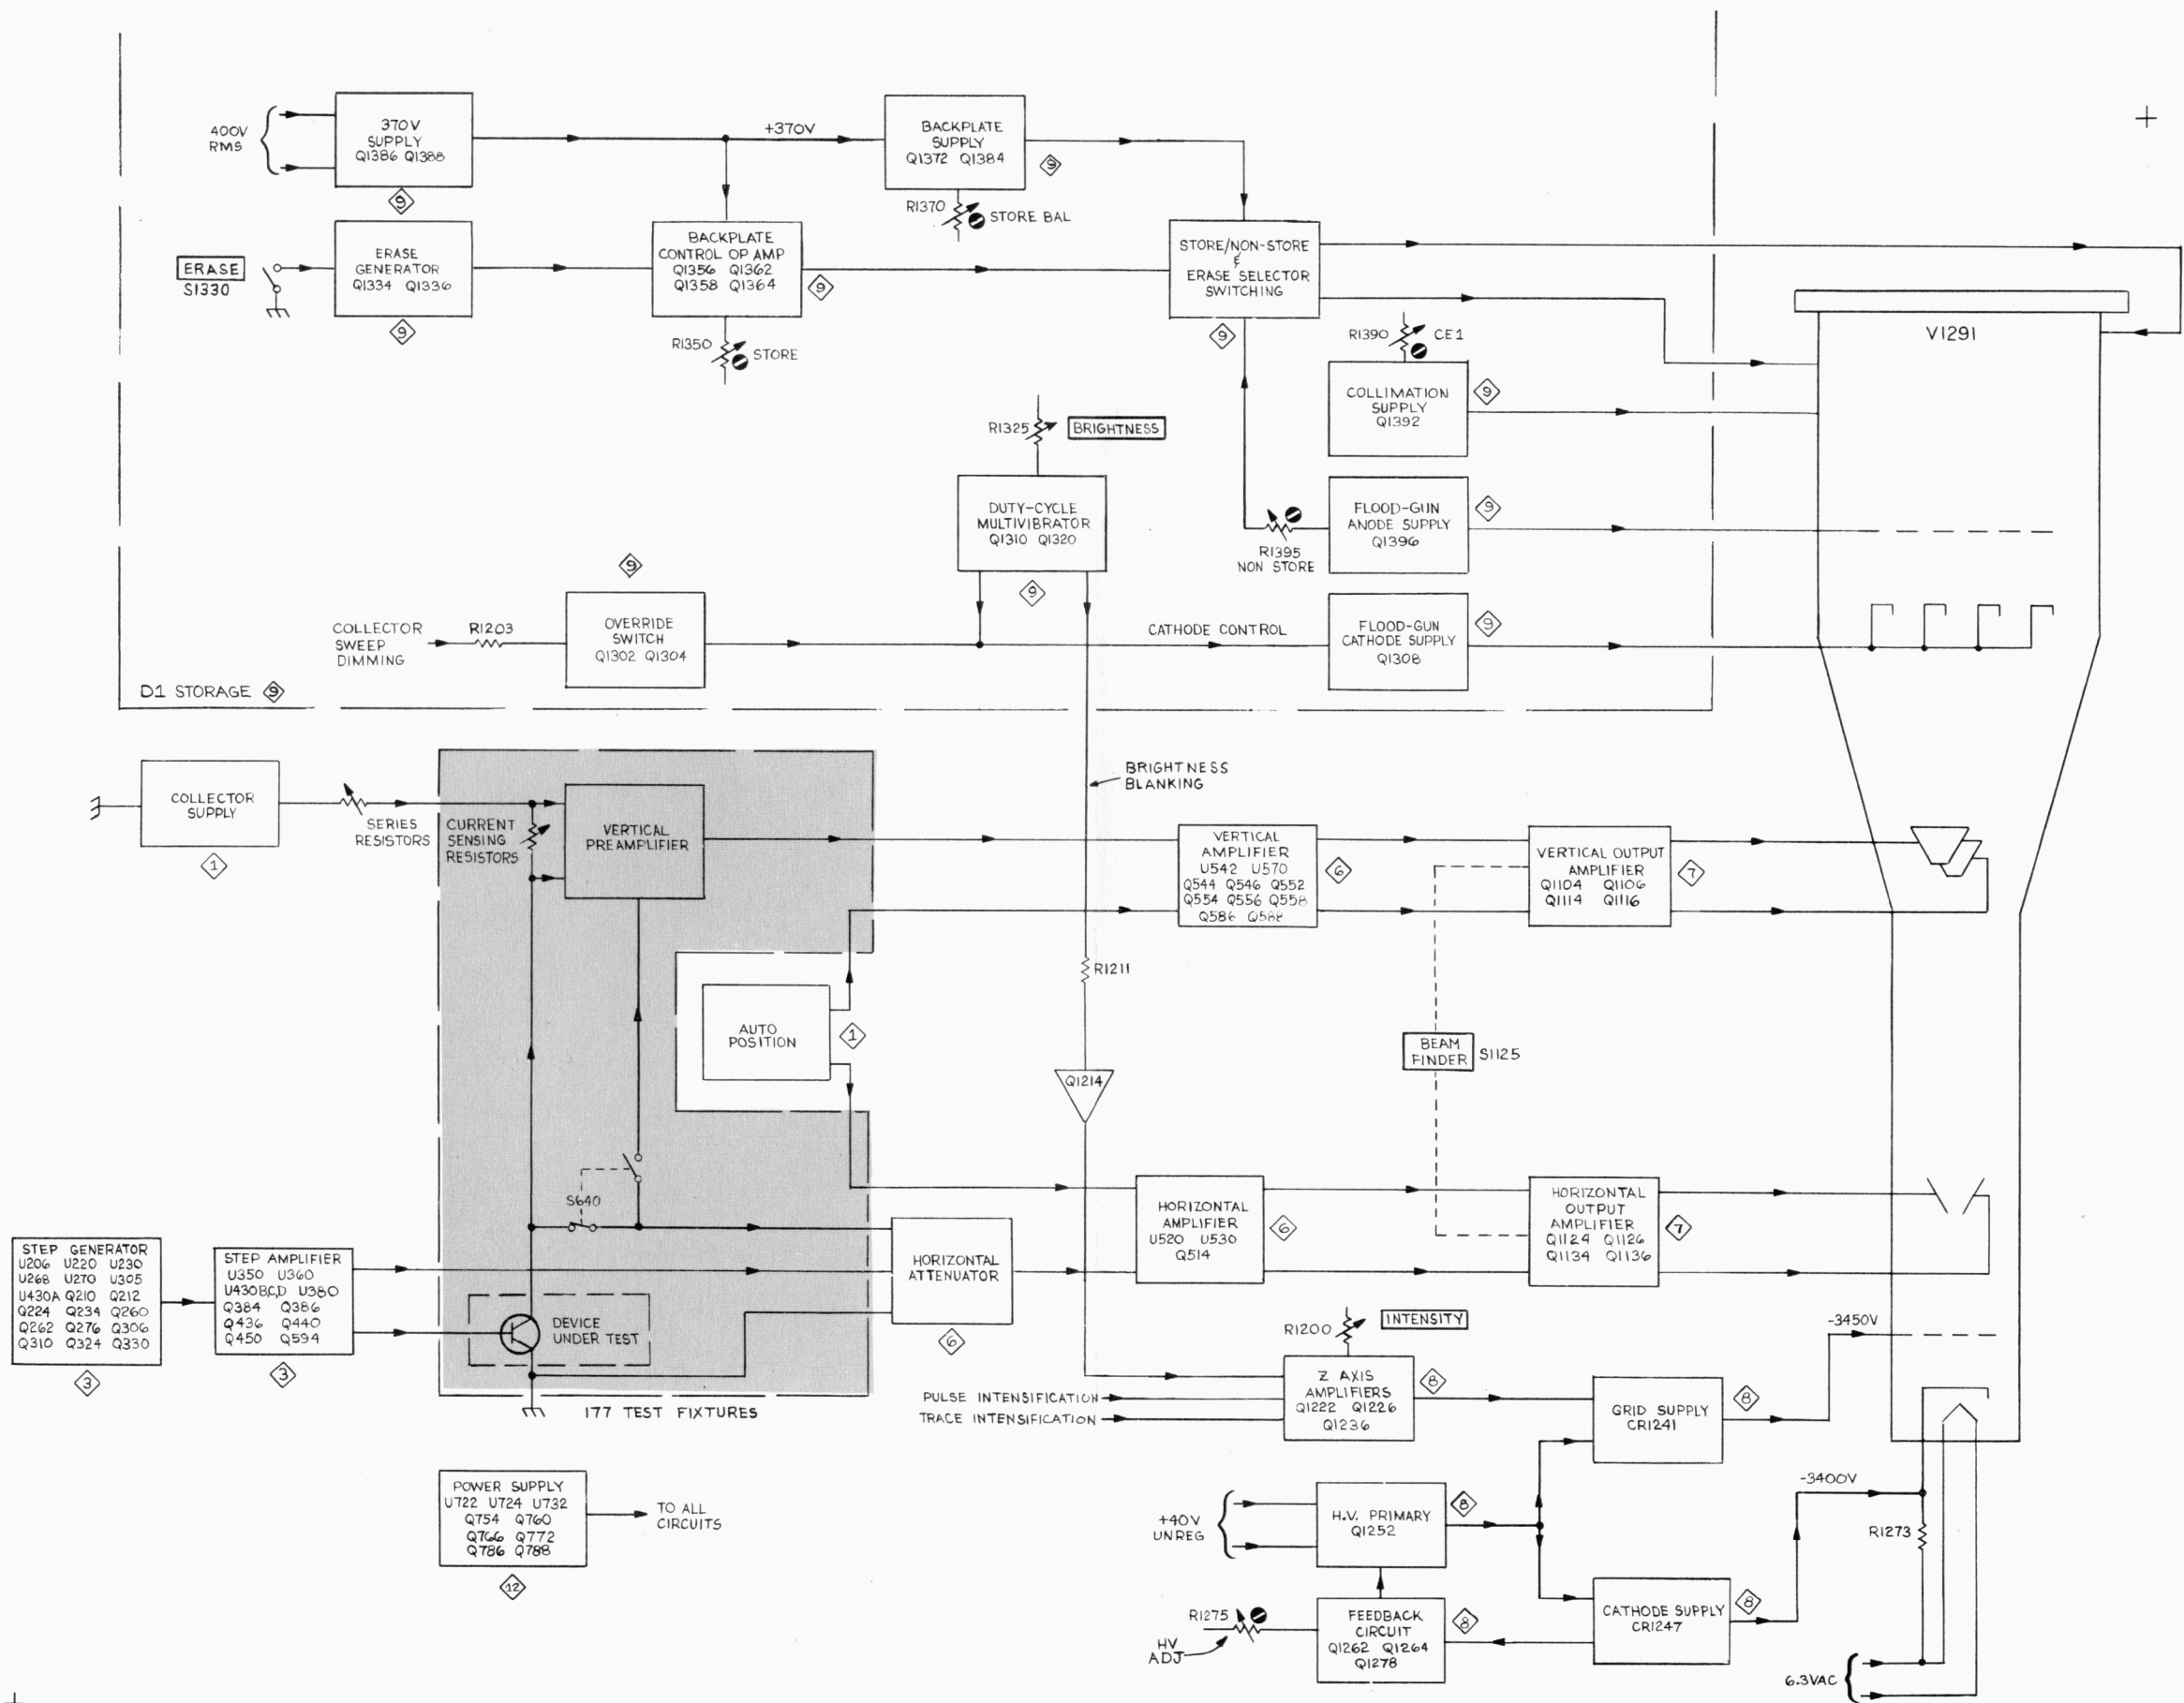 400V
RMS
370V
SUPPLY
Q1386 Q1388
9
+370V
BACKPLATE
SUPPLY
Q1372 Q1384
9
R1370
STORE BAL
ERASE
S1330
ERASE
GENERATOR
Q1334 Q1336
9
BACKPLATE
CONTROL OP AMP
Q1356 Q1362
Q1358 Q1364
9
R1350
STORE
STORE/NON-STORE
&
ERASE SELECTOR
SWITCHING
9
R1390
CE1
COLLIMATION
SUPPLY
Q1392
9
V1291
R1325
BRIGHTNESS
DUTY-CYCLE
MULTIVIBRATOR
Q1310 Q1320
9
R1395
NON STORE
FLOOD-GUN
ANODE SUPPLY
Q1396
9
COLLECTOR
SWEEP
DIMMING
R1203
9
OVERRIDE
SWITCH
Q1302 Q1304
CATHODE CONTROL
FLOOD-GUN
CATHODE SUPPLY
Q1308
9
D1 STORAGE 9
COLLECTOR
SUPPLY
1
SERIES
RESISTORS
CURRENT
SENSING
RESISTORS
VERTICAL
PREAMPLIFIER
BRIGHTNESS
BLANKING
VERTICAL
AMPLIFIER
U542 U570
Q544 Q546 Q552
Q554 Q556 Q558
Q586 Q588
6
VERTICAL OUTPUT
AMPLIFIER
Q1104 Q1106
Q1114 Q1116
7
R1211
AUTO
POSITION
1
Q1214
BEAM
FINDER
S1125
S640
STEP GENERATOR
U206 U220 U230
U268 U270 U305
U430A Q210 Q212
Q224 Q234 Q260
Q262 Q276 Q306
Q310 Q324 Q330
3
STEP AMPLIFIER
U350 U360
U430B,C,D U380
Q384 Q386
Q436 Q440
Q450 Q594
3
DEVICE
UNDER TEST
177 TEST FIXTURES
HORIZONTAL
ATTENUATOR
6
HORIZONTAL
AMPLIFIER
U520 U530
Q514
6
HORIZONTAL
OUTPUT
AMPLIFIER
Q1124 Q1126
Q1134 Q1136
7
R1200
INTENSITY
-3450V
PULSE INTENSIFICATION
TRACE INTENSIFICATION
Z AXIS
AMPLIFIERS
Q1222 Q1226
Q1236
8
GRID SUPPLY
CR1241
8
POWER SUPPLY
U722 U724 U732
Q754 Q760
Q766 Q772
Q786 Q788
12
TO ALL
CIRCUITS
+40V
UNREG
H.V. PRIMARY
Q1252
8
-3400V
R1273
R1275
HV
ADJ
FEEDBACK
CIRCUIT
Q1262 Q1264
Q1278
8
CATHODE SUPPLY
CR1247
8
6.3VAC